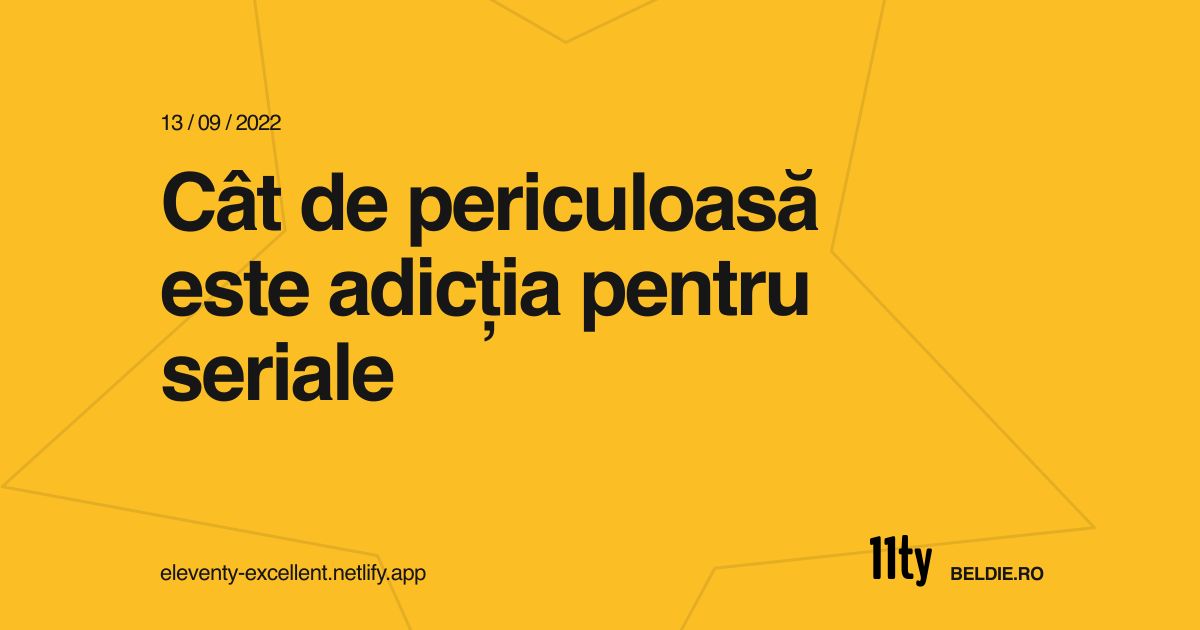 13 / 09 / 2022
Cât de periculoasă
este adicția pentru
seriale
eleventy-excellent.netlify.app
11ty BELDIE.RO